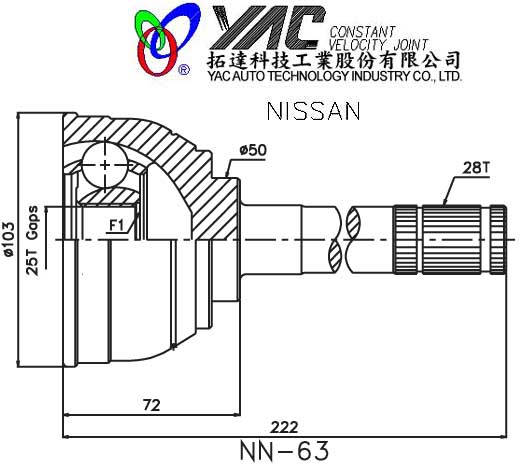 YAC CONSTANT
VELOCITY JOINT
拓達科技工業股份有限公司
YAC AUTO TECHNOLOGY INDUSTRY CO., LTD.
®
NISSAN
ø50
28T
F1
ø103
25T Gaps
72
222
NN-63